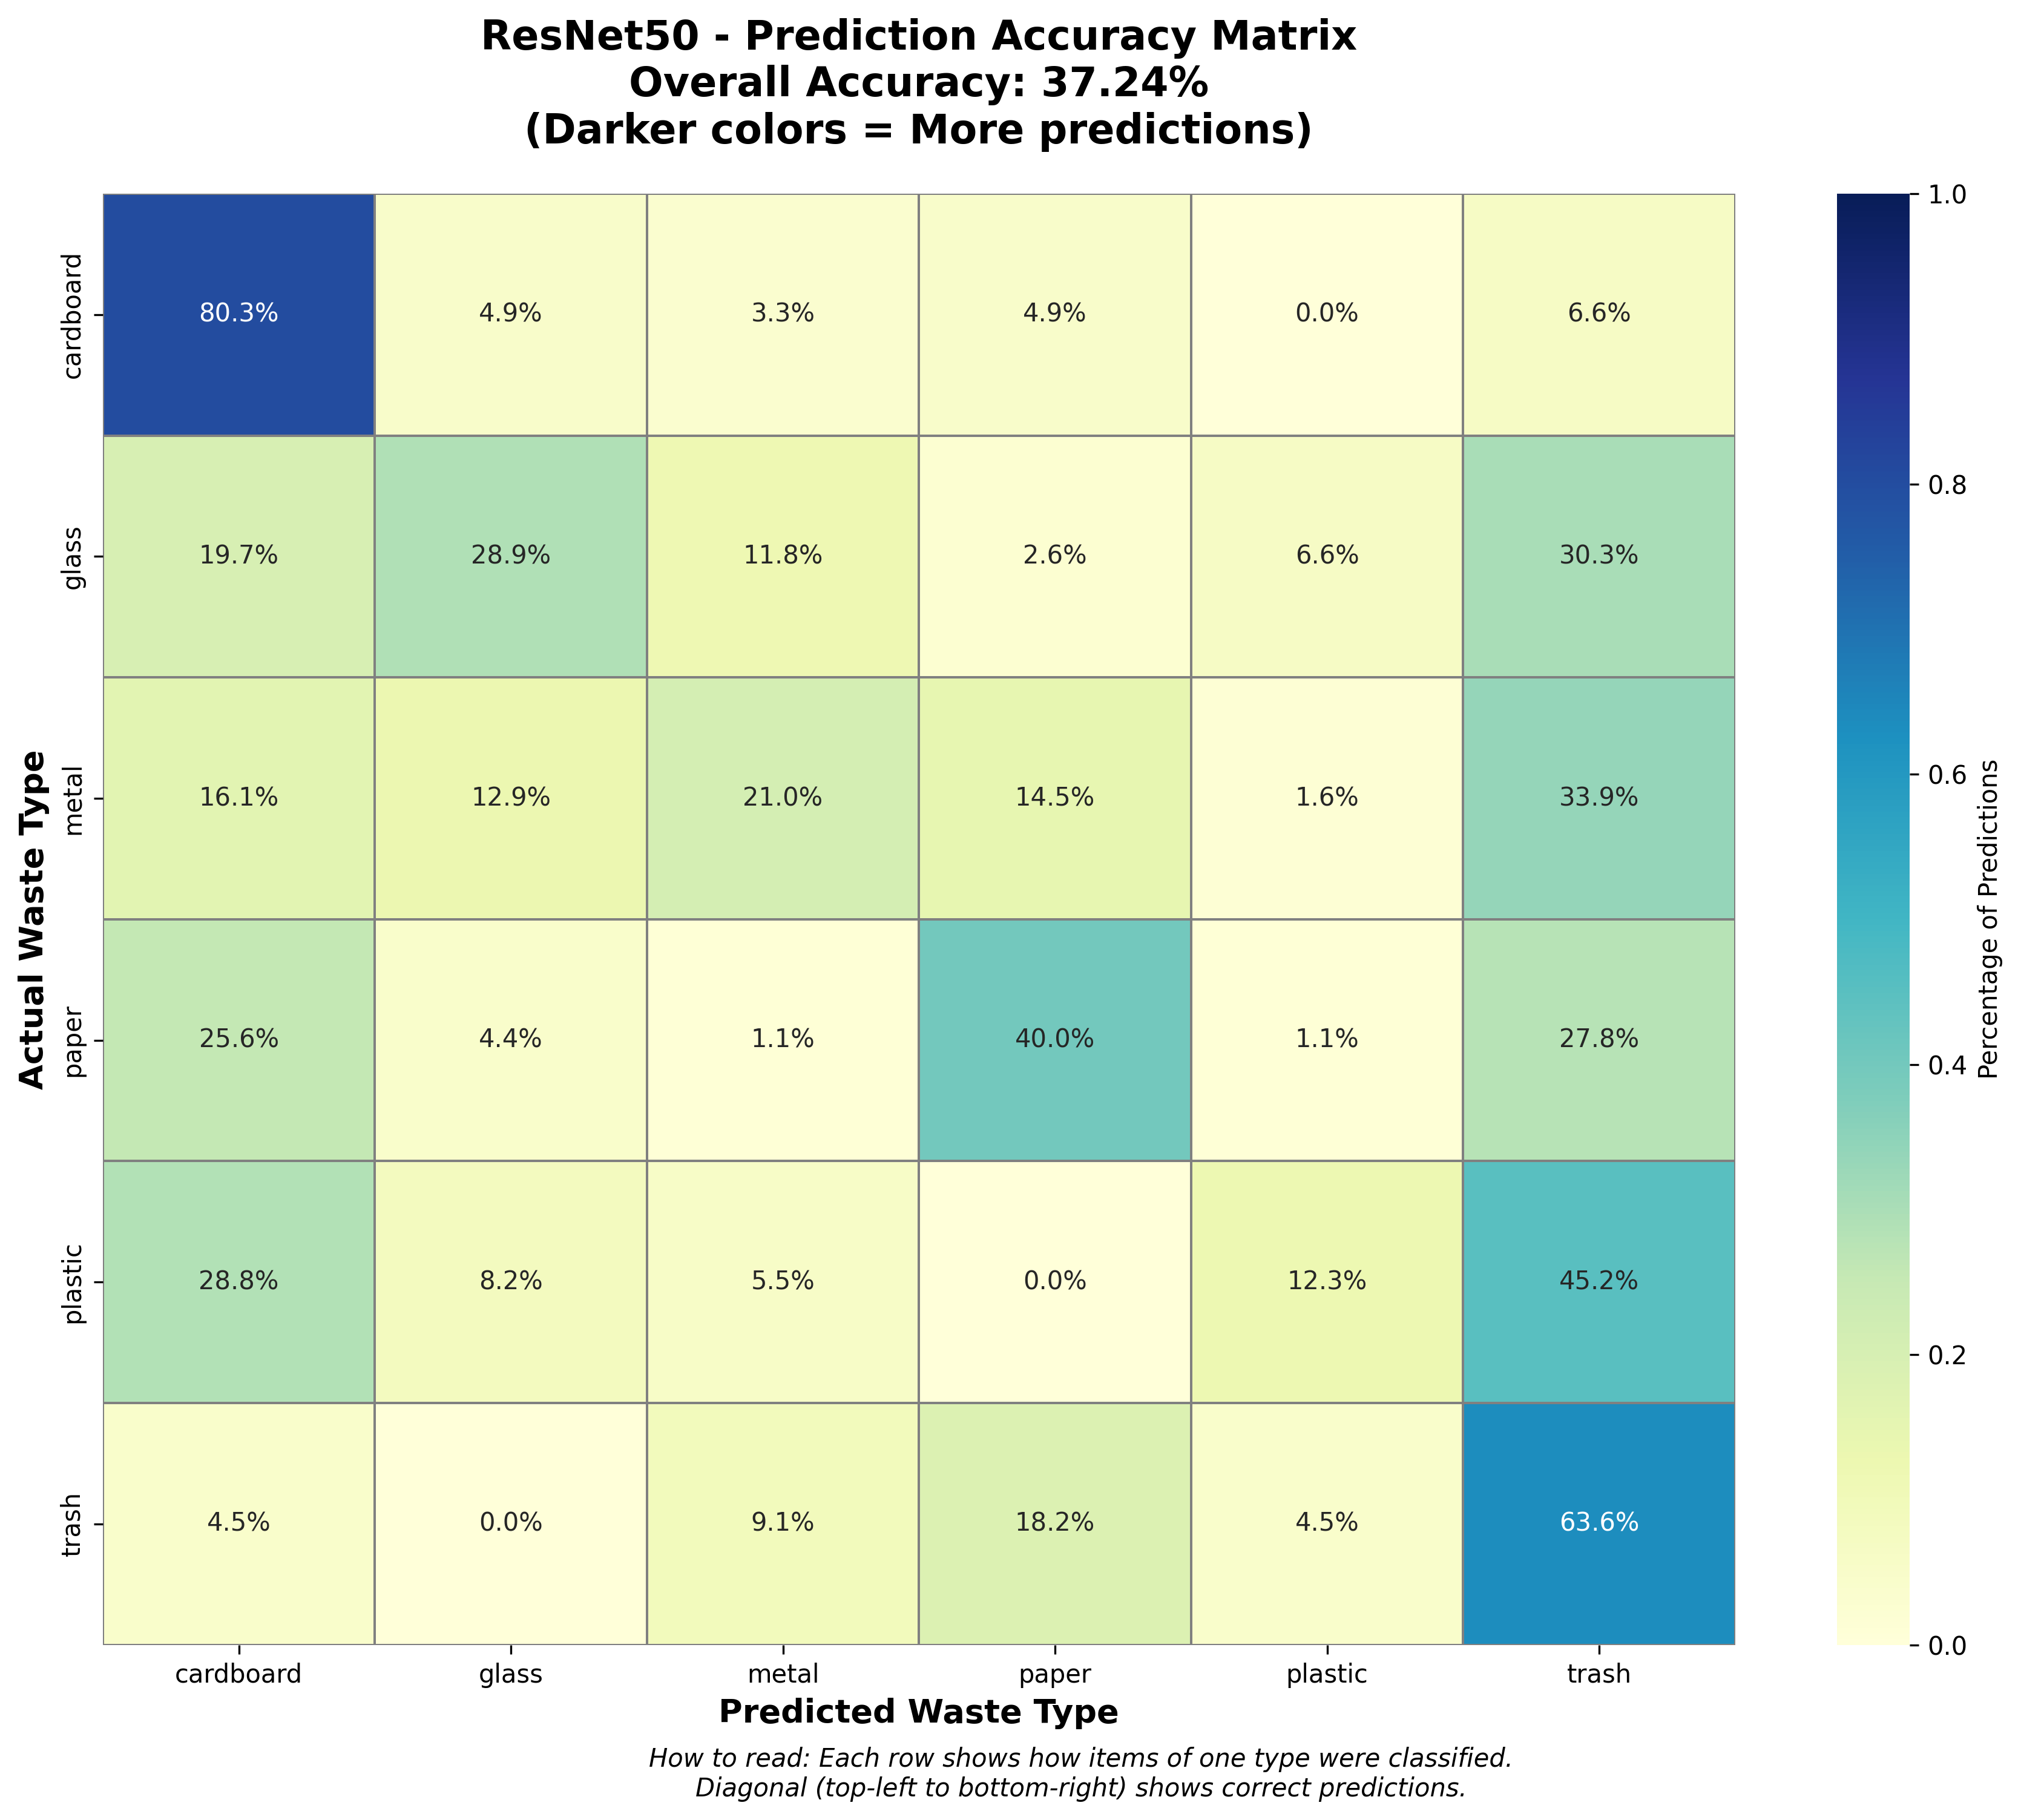 ResNet50 - Prediction Accuracy Matrix
Overall Accuracy: 37.24%
(Darker colors = More predictions)
Actual Waste Type
cardboard 80.3% 4.9% 3.3% 4.9% 0.0% 6.6%
glass 19.7% 28.9% 11.8% 2.6% 6.6% 30.3%
metal 16.1% 12.9% 21.0% 14.5% 1.6% 33.9%
paper 25.6% 4.4% 1.1% 40.0% 1.1% 27.8%
plastic 28.8% 8.2% 5.5% 0.0% 12.3% 45.2%
trash 4.5% 0.0% 9.1% 18.2% 4.5% 63.6%
cardboard glass metal paper plastic trash
Predicted Waste Type
1.0
0.8
0.6
0.4
0.2
0.0
Percentage of Predictions
How to read: Each row shows how items of one type were classified.
Diagonal (top-left to bottom-right) shows correct predictions.